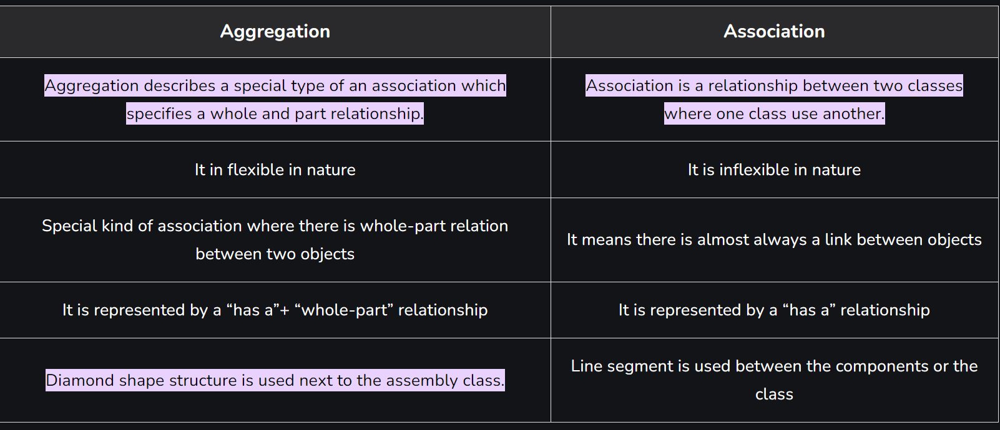 Aggregation
Association
Aggregation describes a special type of an association which
specifies a whole and part relationship.
Association is a relationship between two classes
where one class use another.
It in flexible in nature
It is inflexible in nature
Special kind of association where there is whole-part relation
between two objects
It means there is almost always a link between objects
It is represented by a “has a”+ “whole-part” relationship
It is represented by a “has a” relationship
Diamond shape structure is used next to the assembly class.
Line segment is used between the components or the
class